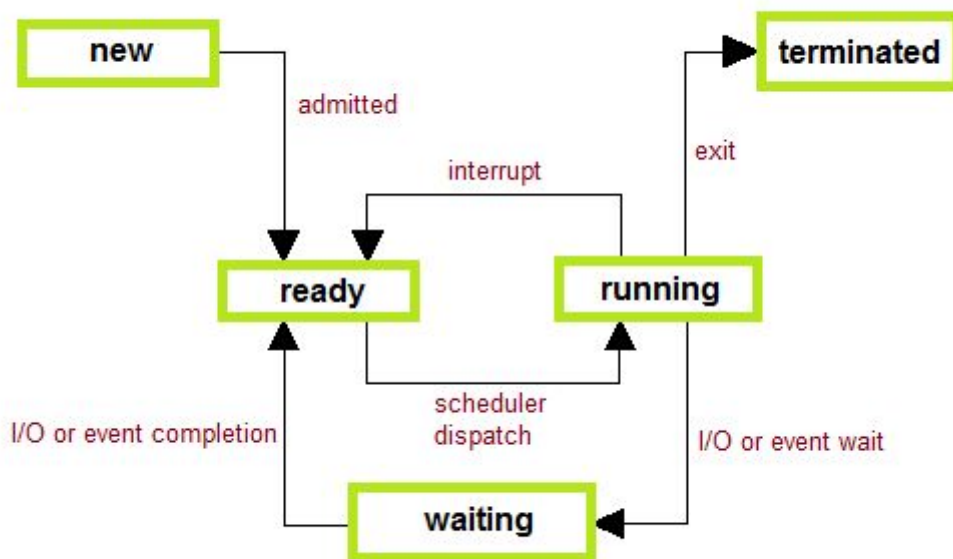 new
terminated
admitted
exit
interrupt
ready
running
scheduler
dispatch
I/O or event completion
I/O or event wait
waiting